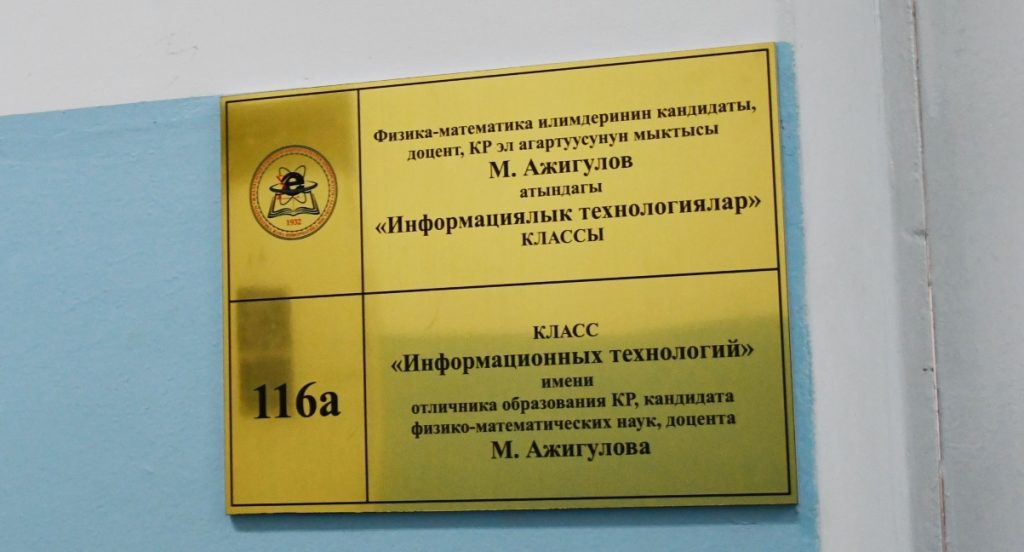 Физика-математика илимдеринин кандидаты,
доцент, КР эл агартуусунун мыктысы
М. Ажигулов
атындагы
«Информациялык технологиялар»
КЛАССЫ
1932
116а
КЛАСС
«Информационных технологий»
имени
отличника образования КР, кандидата
физико-математических наук, доцента
М. Ажигулова